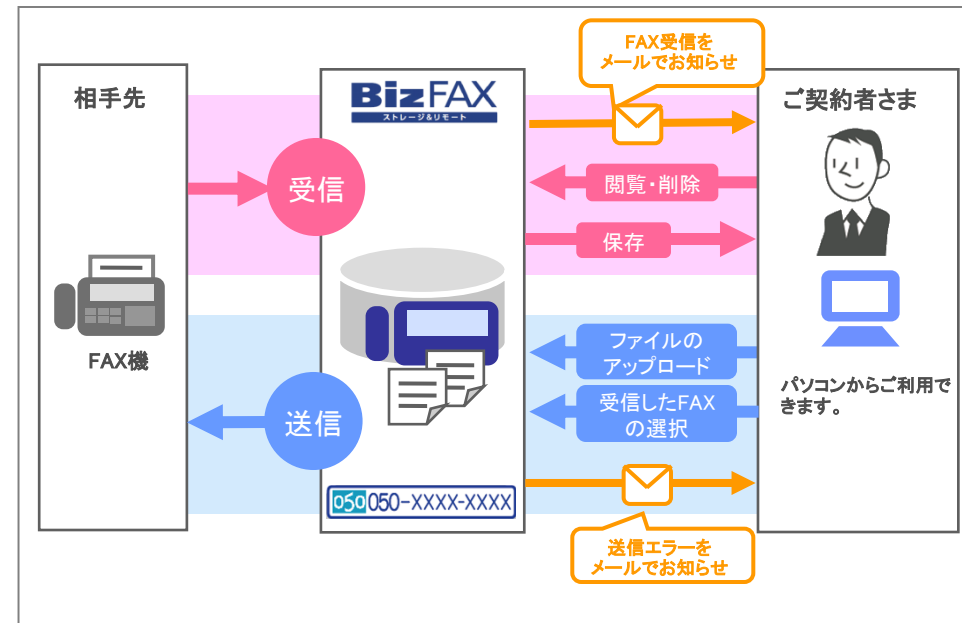 FAX受信を
メールでお知らせ
相手先
BizFAX
ストレージ&リモート
ご契約者さま
受信
閲覧・削除
保存
FAX機
ファイルの
アップロード
パソコンからご利用で
きます。
受信したFAX
の選択
送信
050 050-XXXX-XXXX
送信エラーを
メールでお知らせ